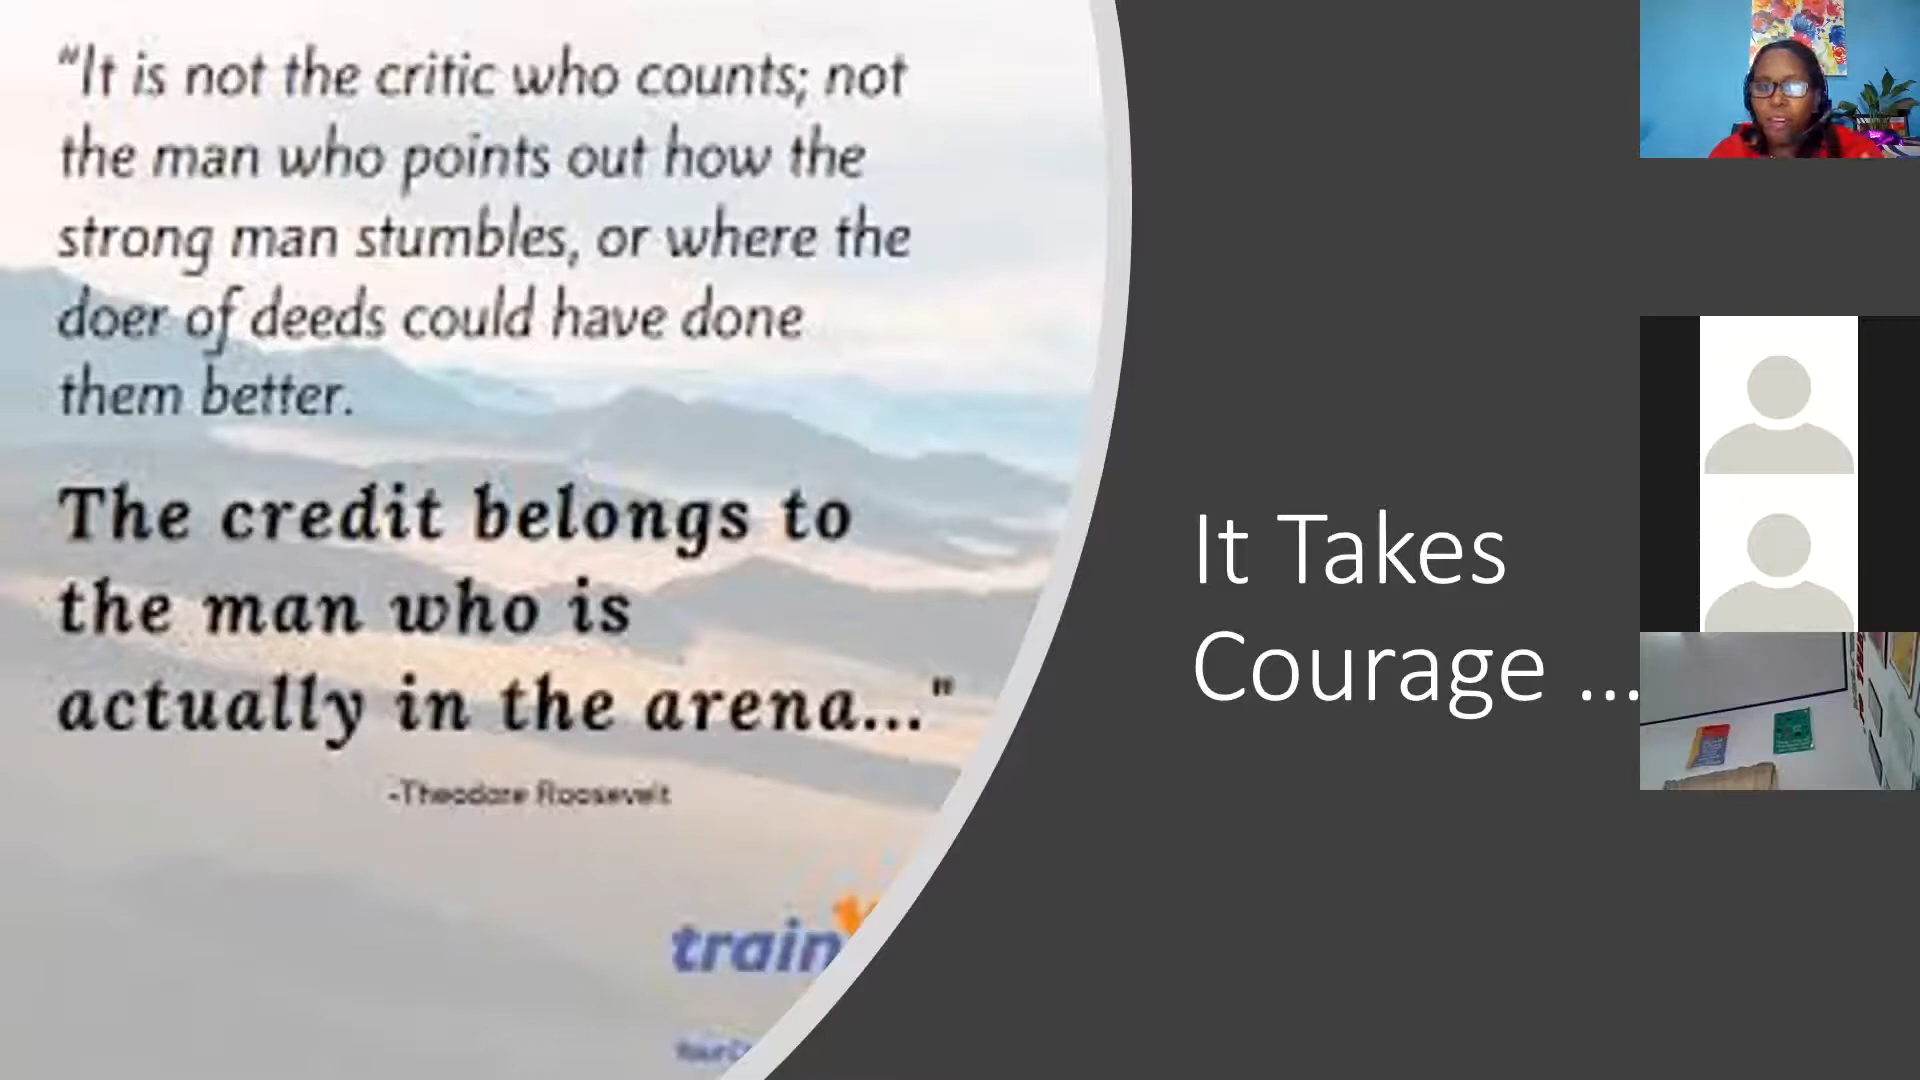 "It is not the critic who counts; not
the man who points out how the
strong man stumbles, or where the
doer of deeds could have done
them better.
The credit belongs to
the man who is
actually in the arena..."
-Theodore Roosevelt
train
It Takes
Courage ...